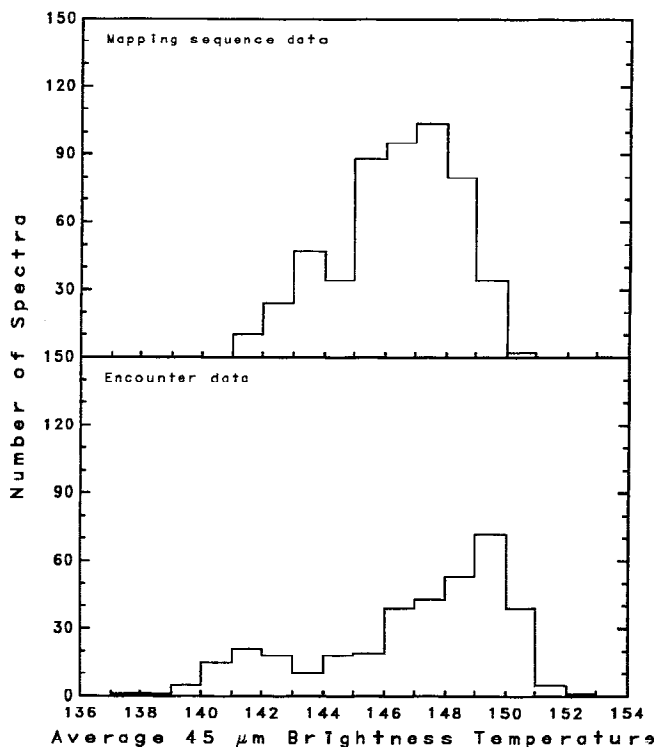 150
Mapping sequence data
120
90
60
30
150
Encounter data
120
90
60
30
0
136 138 140 142 144 146 148 150 152 154
Average 45 μm Brightness Temperature
Number of Spectra